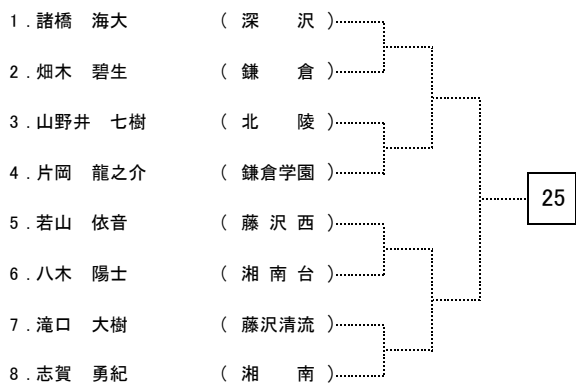 1．諸橋　海大　（ 深　沢 ）
2．畑木　碧生　（ 鎌　倉 ）
3．山野井　七樹　（ 北　陵 ）
4．片岡　龍之介　（ 鎌倉学園 ）
25
5．若山　依音　（ 藤 沢 西 ）
6．八木　陽士　（ 湘 南 台 ）
7．滝口　大樹　（ 藤沢清流 ）
8．志賀　勇紀　（ 湘　南 ）